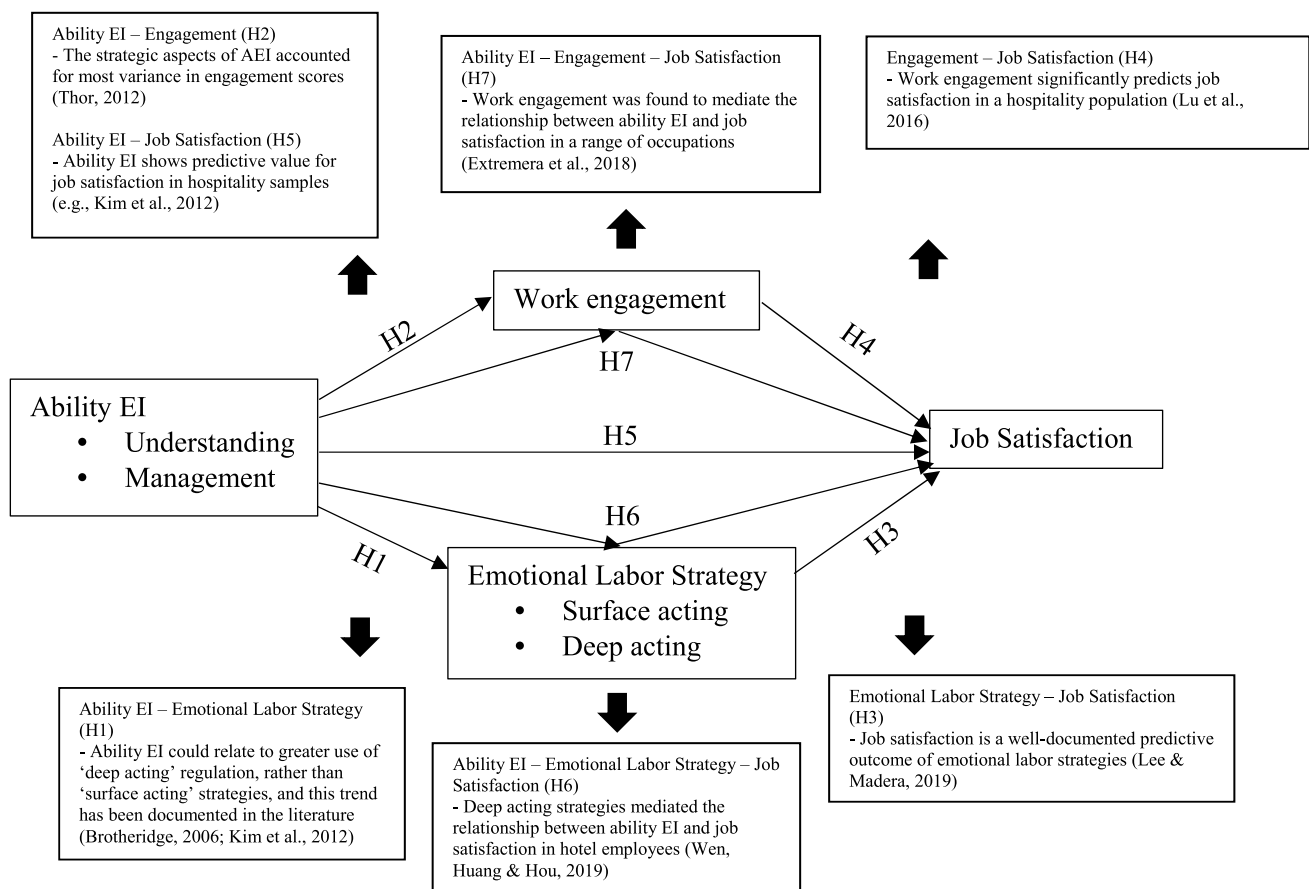 Ability EI – Engagement (H2)
- The strategic aspects of AEI accounted
for most variance in engagement scores
(Thor, 2012)
Ability EI – Job Satisfaction (H5)
- Ability EI shows predictive value for
job satisfaction in hospitality samples
(e.g., Kim et al., 2012)
Ability EI – Engagement – Job Satisfaction
(H7)
- Work engagement was found to mediate the
relationship between ability EI and job
satisfaction in a range of occupations
(Extremera et al., 2018)
Engagement – Job Satisfaction (H4)
- Work engagement significantly predicts job
satisfaction in a hospitality population (Lu et al.,
2016)
Work engagement
H2
H7
H4
Ability EI
• Understanding
• Management
H5
Job Satisfaction
H6
H1
H3
Emotional Labor Strategy
• Surface acting
• Deep acting
Ability EI – Emotional Labor Strategy
(H1)
- Ability EI could relate to greater use of
‘deep acting’ regulation, rather than
‘surface acting’ strategies, and this trend
has been documented in the literature
(Brotheridge, 2006; Kim et al., 2012)
Ability EI – Emotional Labor Strategy – Job
Satisfaction (H6)
- Deep acting strategies mediated the
relationship between ability EI and job
satisfaction in hotel employees (Wen,
Huang & Hou, 2019)
Emotional Labor Strategy – Job Satisfaction
(H3)
- Job satisfaction is a well-documented predictive
outcome of emotional labor strategies (Lee &
Madera, 2019)